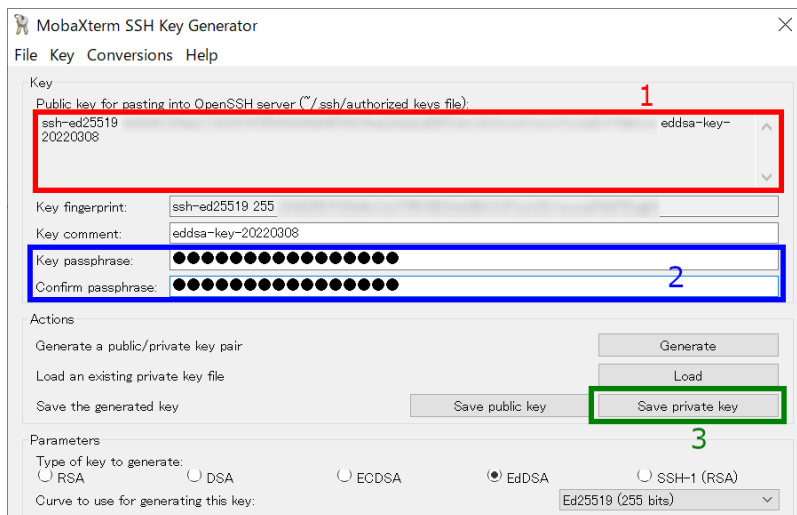 MobaXterm SSH Key Generator
File Key Conversions Help
Key
Public key for pasting into OpenSSH server (~/.ssh/authorized keys file):
1
ssh-ed25519 eddsa-key-
20220308
Key fingerprint: ssh-ed25519 255
Key comment: eddsa-key-20220308
Key passphrase: ●●●●●●●●●●●●●●●●
2
Confirm passphrase: ●●●●●●●●●●●●●●●●
Actions
Generate a public/private key pair Generate
Load an existing private key file Load
Save the generated key Save public key Save private key
3
Parameters
Type of key to generate:
RSA DSA ECDSA EdDSA SSH-1 (RSA)
Curve to use for generating this key: Ed25519 (255 bits)